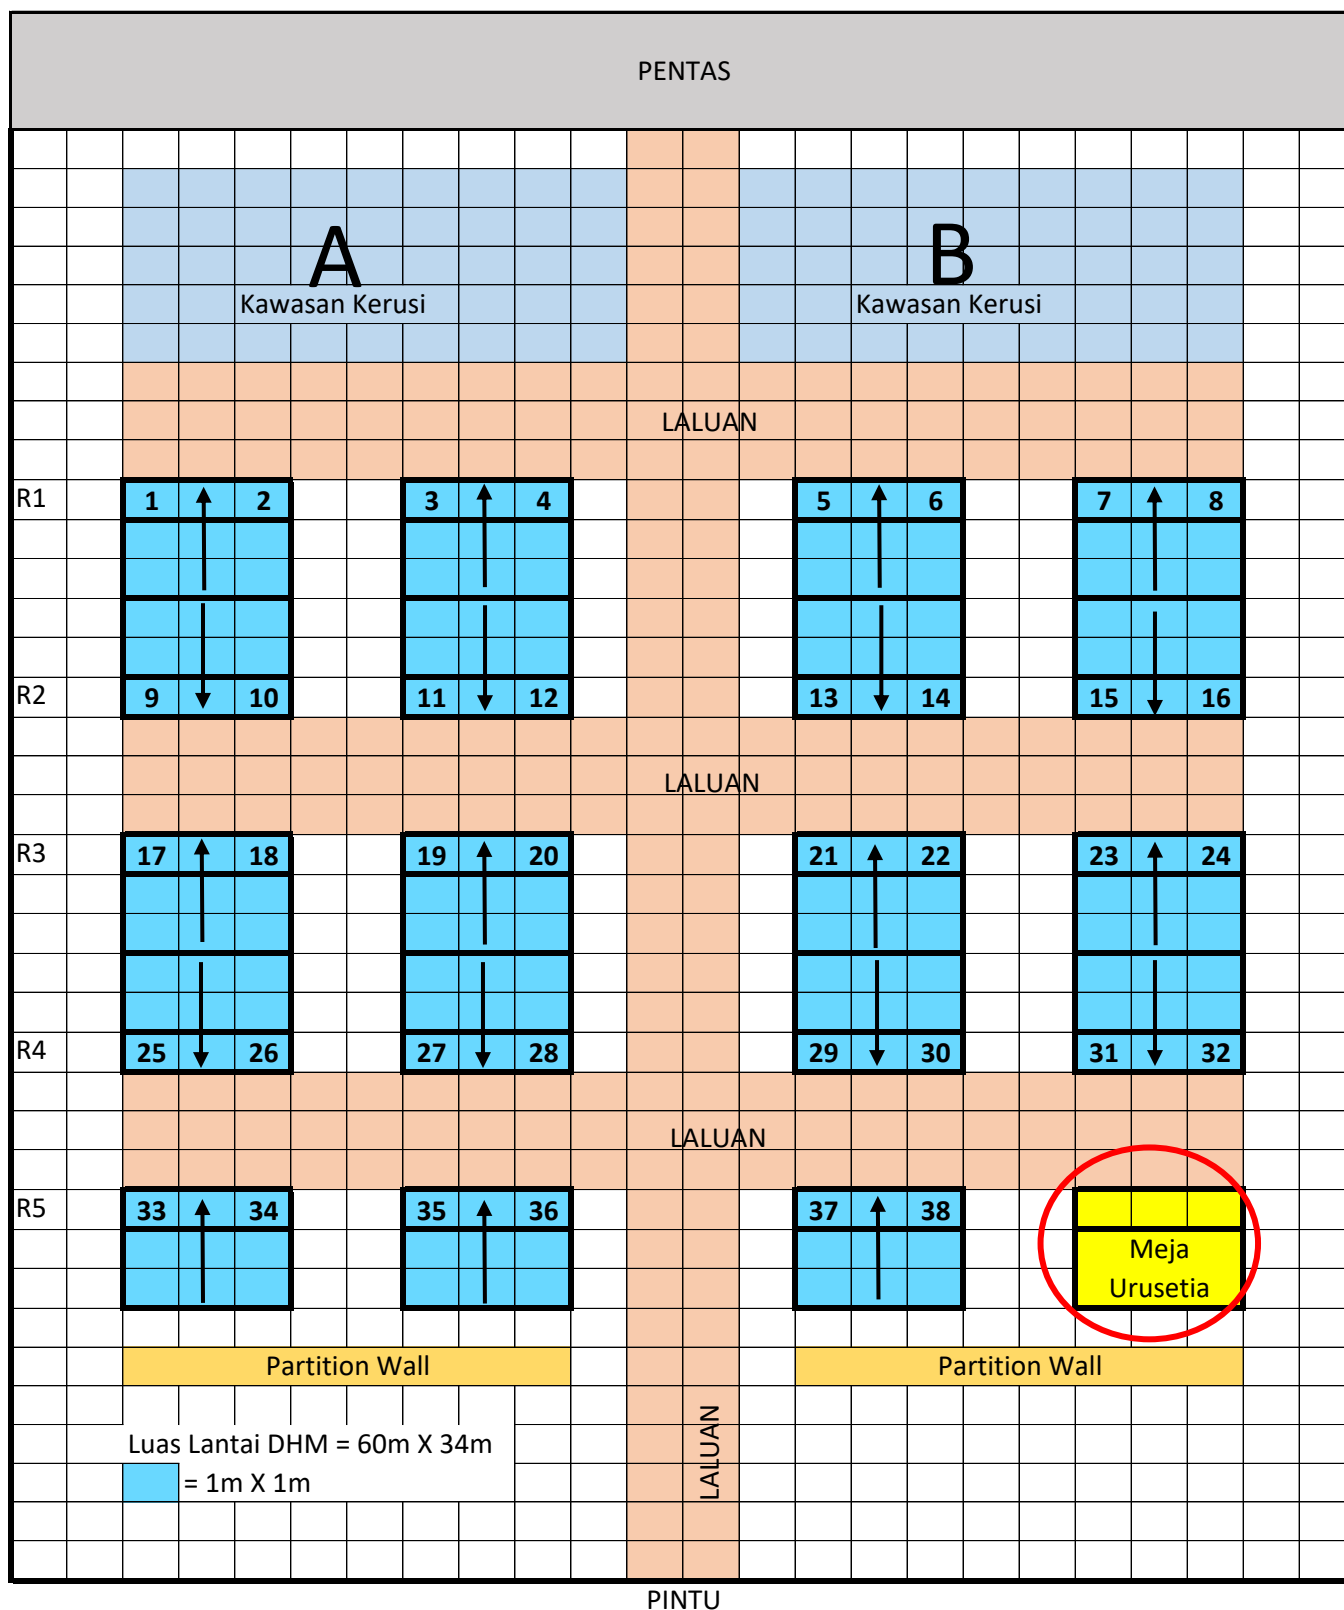 PENTAS
A B
Kawasan Kerusi Kawasan Kerusi
LALUAN
R1 1 2 3 4 5 6 7 8
R2 9 10 11 12 13 14 15 16
LALUAN
R3 17 18 19 20 21 22 23 24
R4 25 26 27 28 29 30 31 32
LALUAN
R5 33 34 35 36 37 38
Meja
Urusetia
Partition Wall Partition Wall
LALUAN
Luas Lantai DHM = 60m X 34m
= 1m X 1m
PINTU